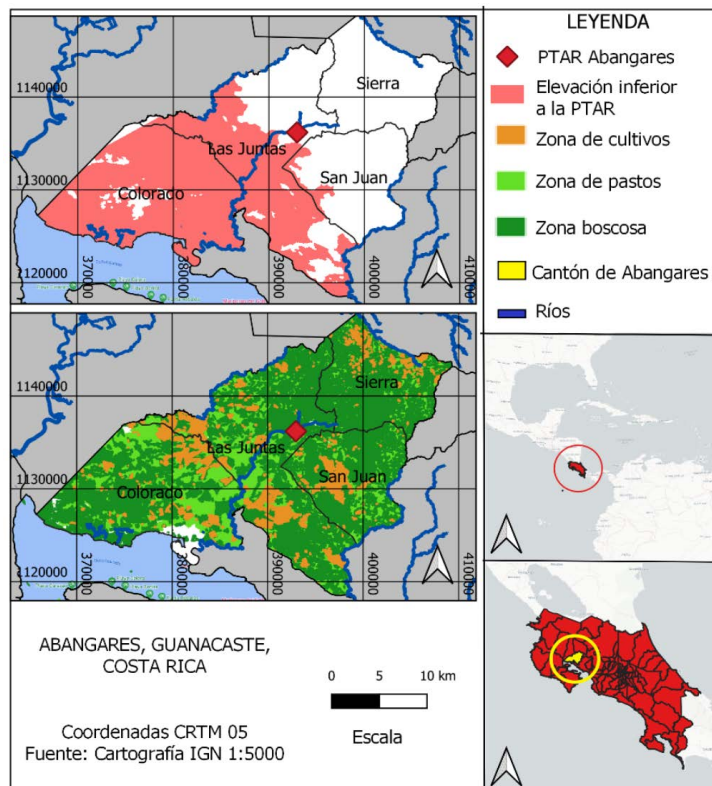 1140000
1130000
1120000
Sierra
Las Juntas
San Juan
Colorado
370000
380000
390000
400000
410000
1140000
1130000
1120000
Sierra
Las Juntas
San Juan
Colorado
370000
380000
390000
400000
410000
ABANGARES, GUANACASTE,
COSTA RICA
0
5
10 km
Escala
Coordenadas CRTM 05
Fuente: Cartografía IGN 1:5000
LEYENDA
PTAR Abangares
Elevación inferior
a la PTAR
Zona de cultivos
Zona de pastos
Zona boscosa
Cantón de Abangares
Ríos